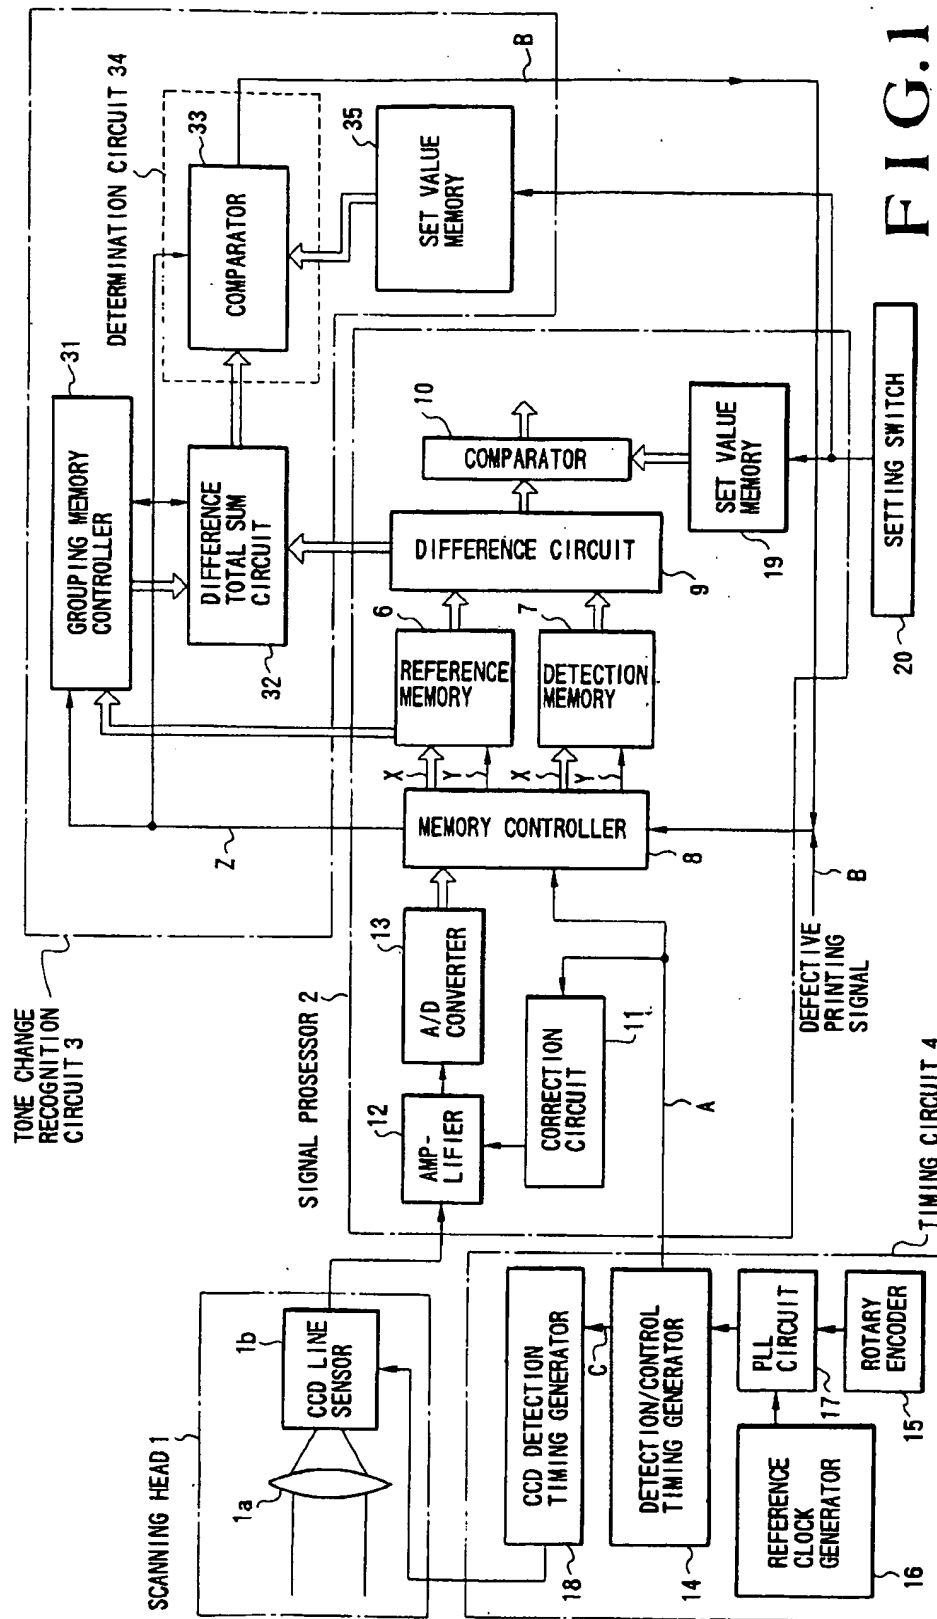 FIG.1
TONE CHANGE
RECOGNITION
CIRCUIT 3
DETERMINATION CIRCUIT 34
31
GROUPING MEMORY
CONTROLLER
33
COMPARATOR
B
35
SET VALUE
MEMORY
DIFFERENCE
TOTAL SUM
CIRCUIT
32
Z
SIGNAL PROSESSOR 2
10
COMPARATOR
DIFFERENCE CIRCUIT
9
SET VALUE
MEMORY
19
6
REFERENCE
MEMORY
7
DETECTION
MEMORY
X
Y
X
Y
MEMORY CONTROLLER
8
13
A/D
CONVERTER
12
AMP-
LIFIER
CORRECTION
CIRCUIT
11
A
DEFECTIVE
PRINTING
SIGNAL
B
SETTING SWITCH
20
SCANNING HEAD 1
1a
1b
CCD LINE
SENSOR
CCD DETECTION
TIMING GENERATOR
18
C
DETECTION/CONTROL
TIMING GENERATOR
14
PLL
CIRCUIT
17
ROTARY
ENCODER
15
REFERENCE
CLOCK
GENERATOR
16
TIMING CIRCUIT 4